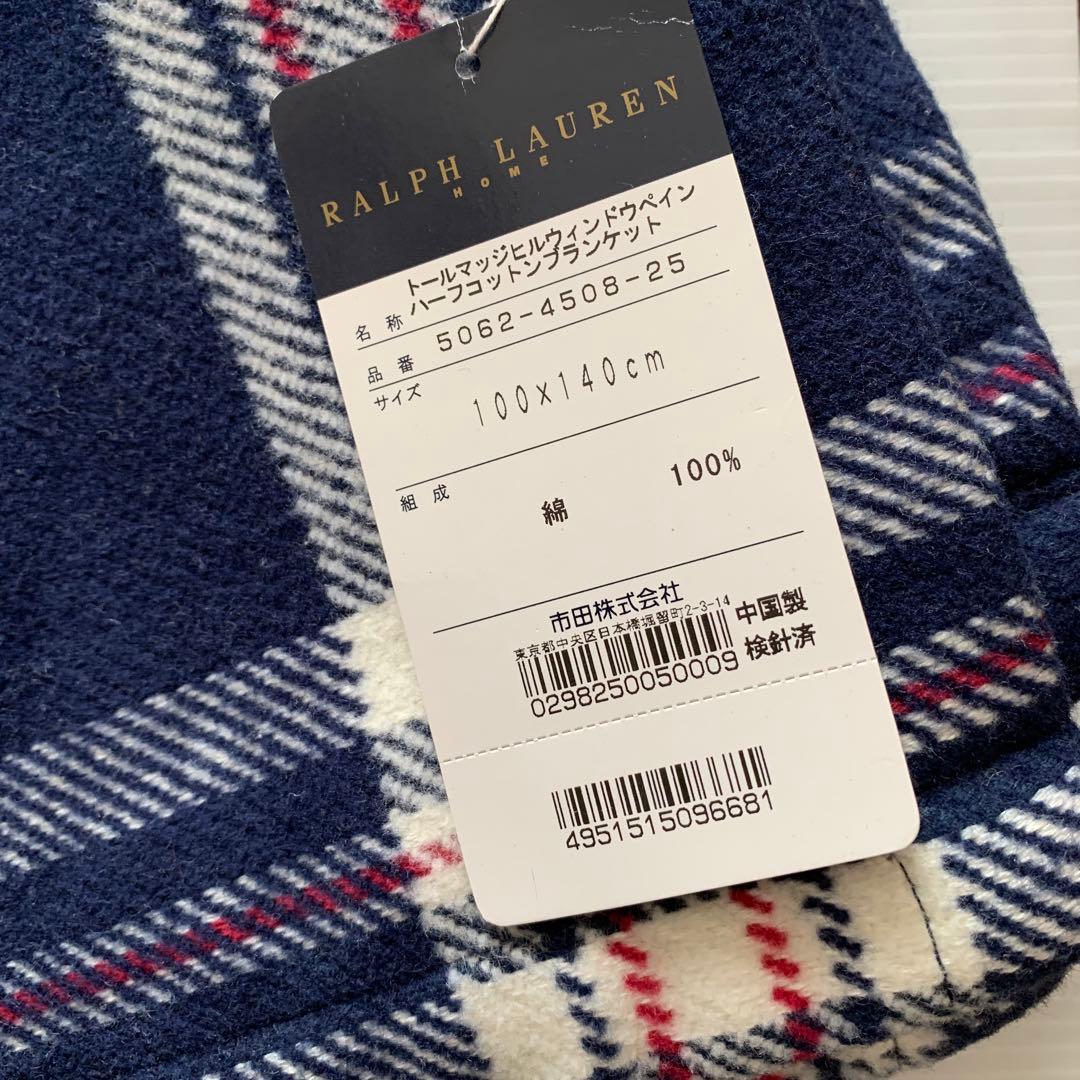 RALPH LAUREN
HOME
トールマッジヒルウィンドウペイン
名 称 ハーフコットンブランケット
品 番 5062-4508-25
サイズ 100×140cm
組 成 綿 100%
市田株式会社
東京都中央区日本橋堀留町2-3-14 中国製
検針済
0298250050009
4951515096681